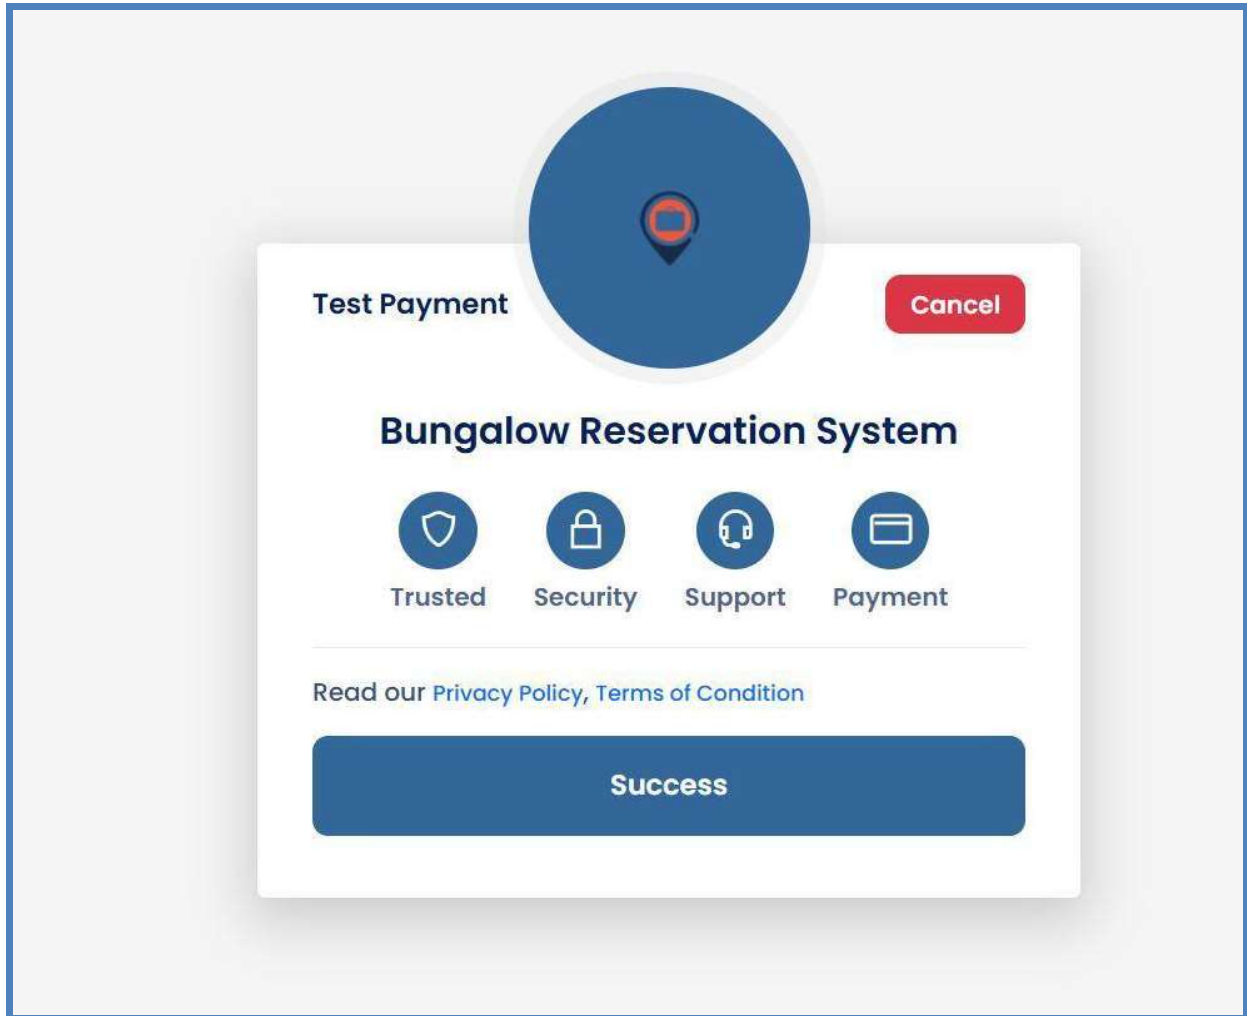 Test Payment
Cancel
Bungalow Reservation System
Trusted
Security
Support
Payment
Read our Privacy Policy, Terms of Condition
Success